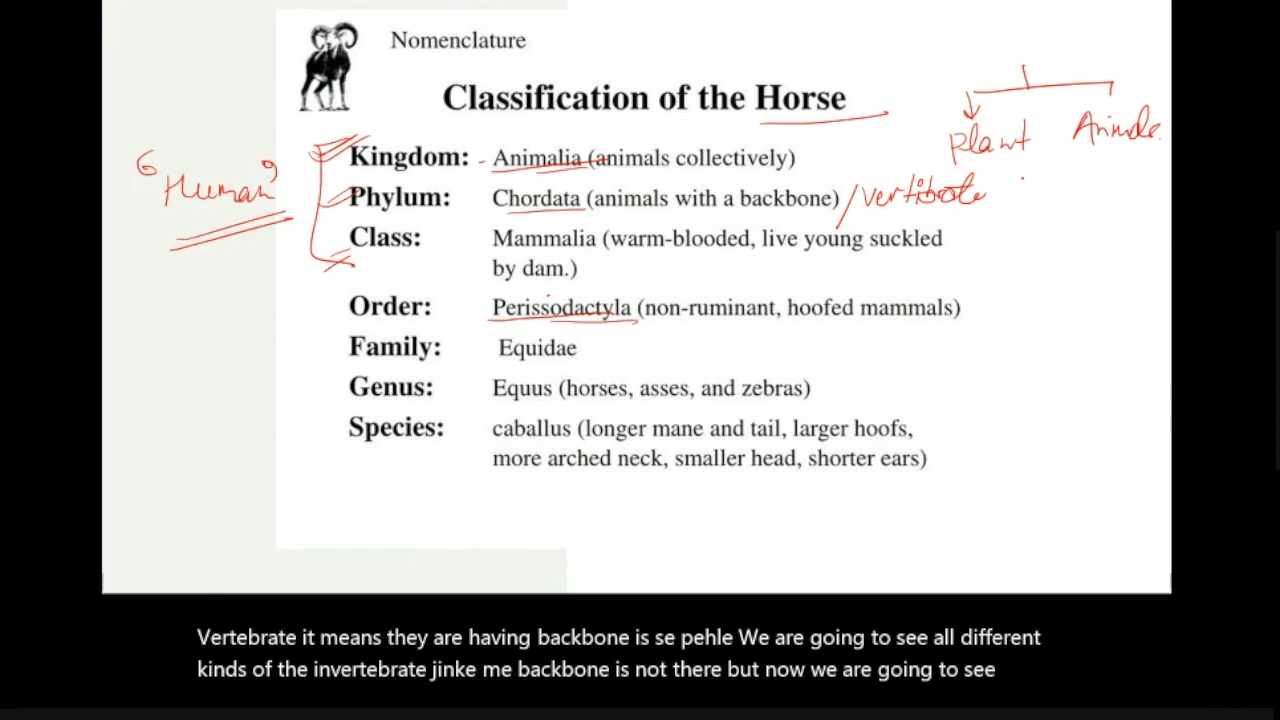 Nomenclature
Classification of the Horse
Plant Animals
Kingdom: Animalia (animals collectively)
"Human"
Phylum: Chordata (animals with a backbone) /vertibrate
Class: Mammalia (warm-blooded, live young suckled
by dam.)
Order: Perissodactyla (non-ruminant, hoofed mammals)
Family: Equidae
Genus: Equus (horses, asses, and zebras)
Species: caballus (longer mane and tail, larger hoofs,
more arched neck, smaller head, shorter ears)
Vertebrate it means they are having backbone is se pehle We are going to see all different
kinds of the invertebrate jinke me backbone is not there but now we are going to see